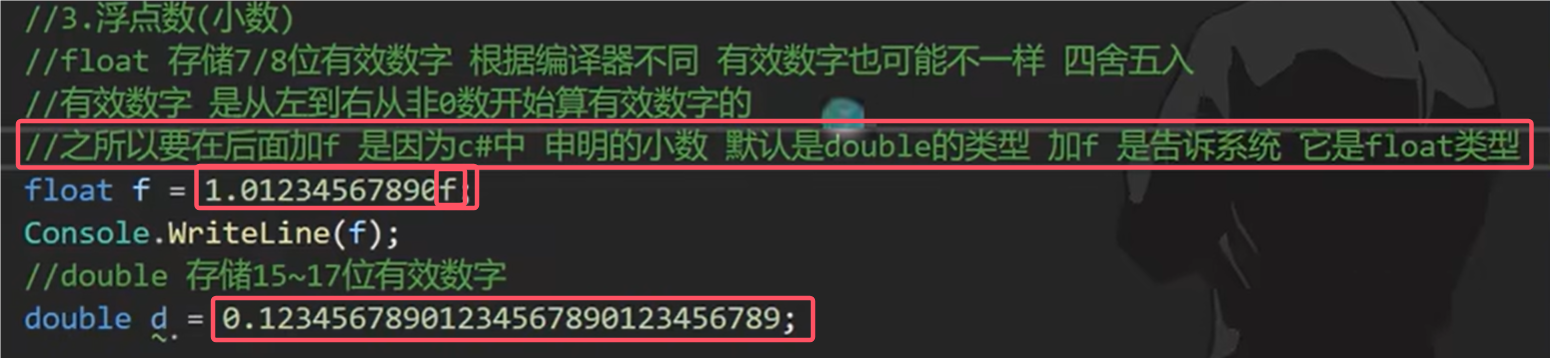 //3.浮点数(小数)
//float 存储7/8位有效数字 根据编译器不同 有效数字也可能不一样 四舍五入
//有效数字 是从左到右从非0数开始算有效数字的
//之所以要在后面加f 是因为c#中 申明的小数 默认是double的类型 加f 是告诉系统 它是float类型
float f = 1.01234567890f;
Console.WriteLine(f);
//double 存储15~17位有效数字
double d = 0.12345678901234567890123456789;